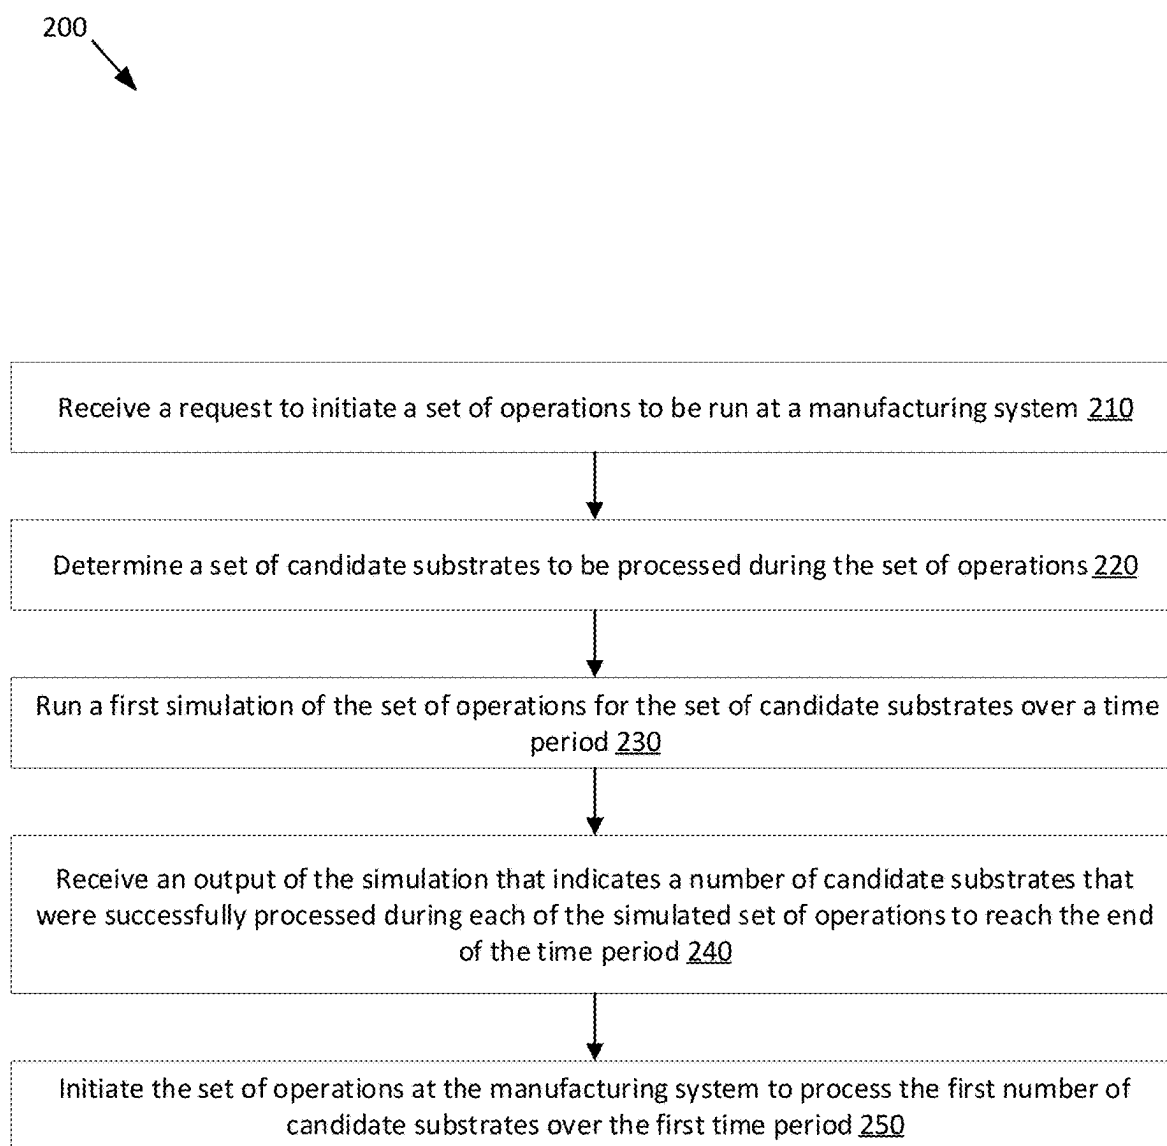 200
Receive a request to initiate a set of operations to be run at a manufacturing system 210
Determine a set of candidate substrates to be processed during the set of operations 220
Run a first simulation of the set of operations for the set of candidate substrates over a time
period 230
Receive an output of the simulation that indicates a number of candidate substrates that
were successfully processed during each of the simulated set of operations to reach the end
of the time period 240
Initiate the set of operations at the manufacturing system to process the first number of
candidate substrates over the first time period 250